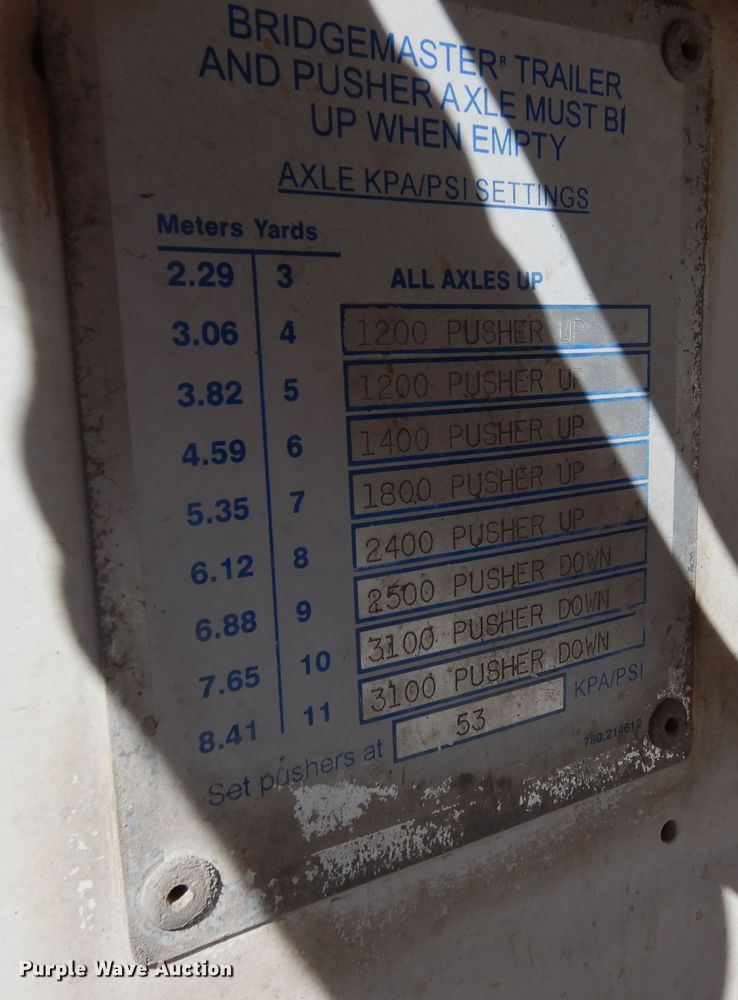 BRIDGEMASTER® TRAILER
AND PUSHER AXLE MUST BE
UP WHEN EMPTY
AXLE KPA/PSI SETTINGS
Meters Yards
2.29 3 ALL AXLES UP
3.06 4 1200 PUSHER UP
3.82 5 1200 PUSHER UP
4.59 6 1400 PUSHER UP
5.35 7 1800 PUSHER UP
6.12 8 2400 PUSHER UP
6.88 9 2500 PUSHER DOWN
7.65 10 3100 PUSHER DOWN
8.41 11 3100 PUSHER DOWN
Set pushers at 53 KPA/PSI
780.214612
Purple Wave Auction